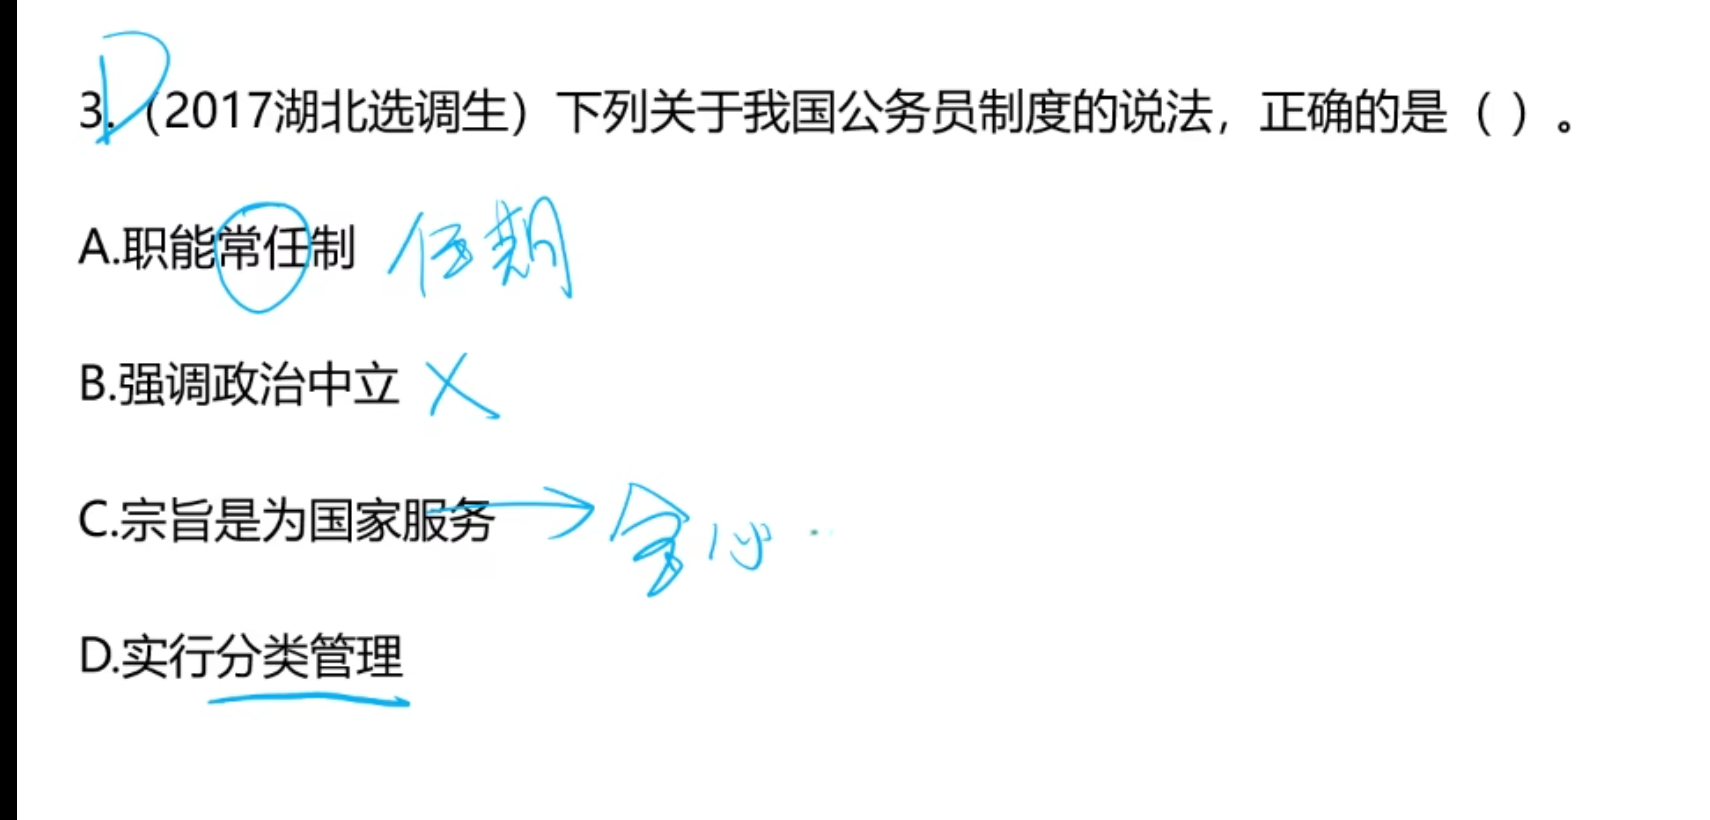 D
3.（2017湖北选调生）下列关于我国公务员制度的说法，正确的是（ ）。
A.职能常任制 任期
B.强调政治中立 ×
C.宗旨是为国家服务 → 全心
D.实行分类管理